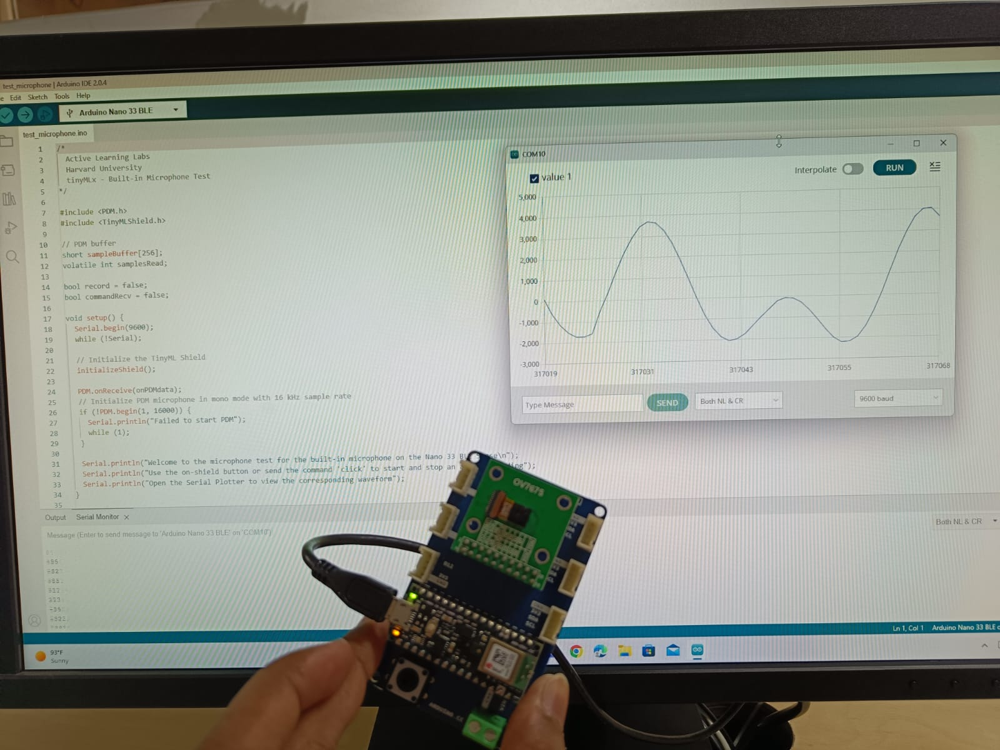 test_microphone | Arduino IDE 2.0.4
e Edit Sketch Tools Help
Arduino Nano 33 BLE
test_microphone.ino
1 /*
2 Active Learning Labs
3 Harvard University
4 tinyMLx - Built-in Microphone Test
5 */
6
7 #include <PDM.h>
8 #include <TinyMLShield.h>
9
10 // PDM buffer
11 short sampleBuffer[256];
12 volatile int samplesRead;
13
14 bool record = false;
15 bool commandRecv = false;
16
17 void setup() {
18 Serial.begin(9600);
19 while (!Serial);
20
21 // Initialize the TinyML Shield
22 initializeShield();
23
24 PDM.onReceive(onPDMdata);
25 // Initialize PDM microphone in mono mode with 16 kHz sample rate
26 if (!PDM.begin(1, 16000)) {
27 Serial.println("Failed to start PDM");
28 while (1);
29 }
30
31 Serial.println("Welcome to the microphone test for the built-in microphone on the Nano 33 se\n");
32 Serial.println("Use the on-shield button or send the command 'click' to start and stop an ing");
33 Serial.println("Open the Serial Plotter to view the corresponding waveform");
34 }
35
COM10
value 1
Interpolate
RUN
5,000
4,000
3,000
2,000
1,000
0
-1,000
-2,000
-3,000
317019 317031 317043 317055 317068
Type Message
SEND
Both NL & CR
9600 baud
Output Serial Monitor
Message (Enter to send message to 'Arduino Nano 33 BLE' on 'COM10')
Both NL & CR
OV7675
Ln 1, Col 1 Arduino Nano 33 BLE
93°F
Sunny
ARDUINO.CC